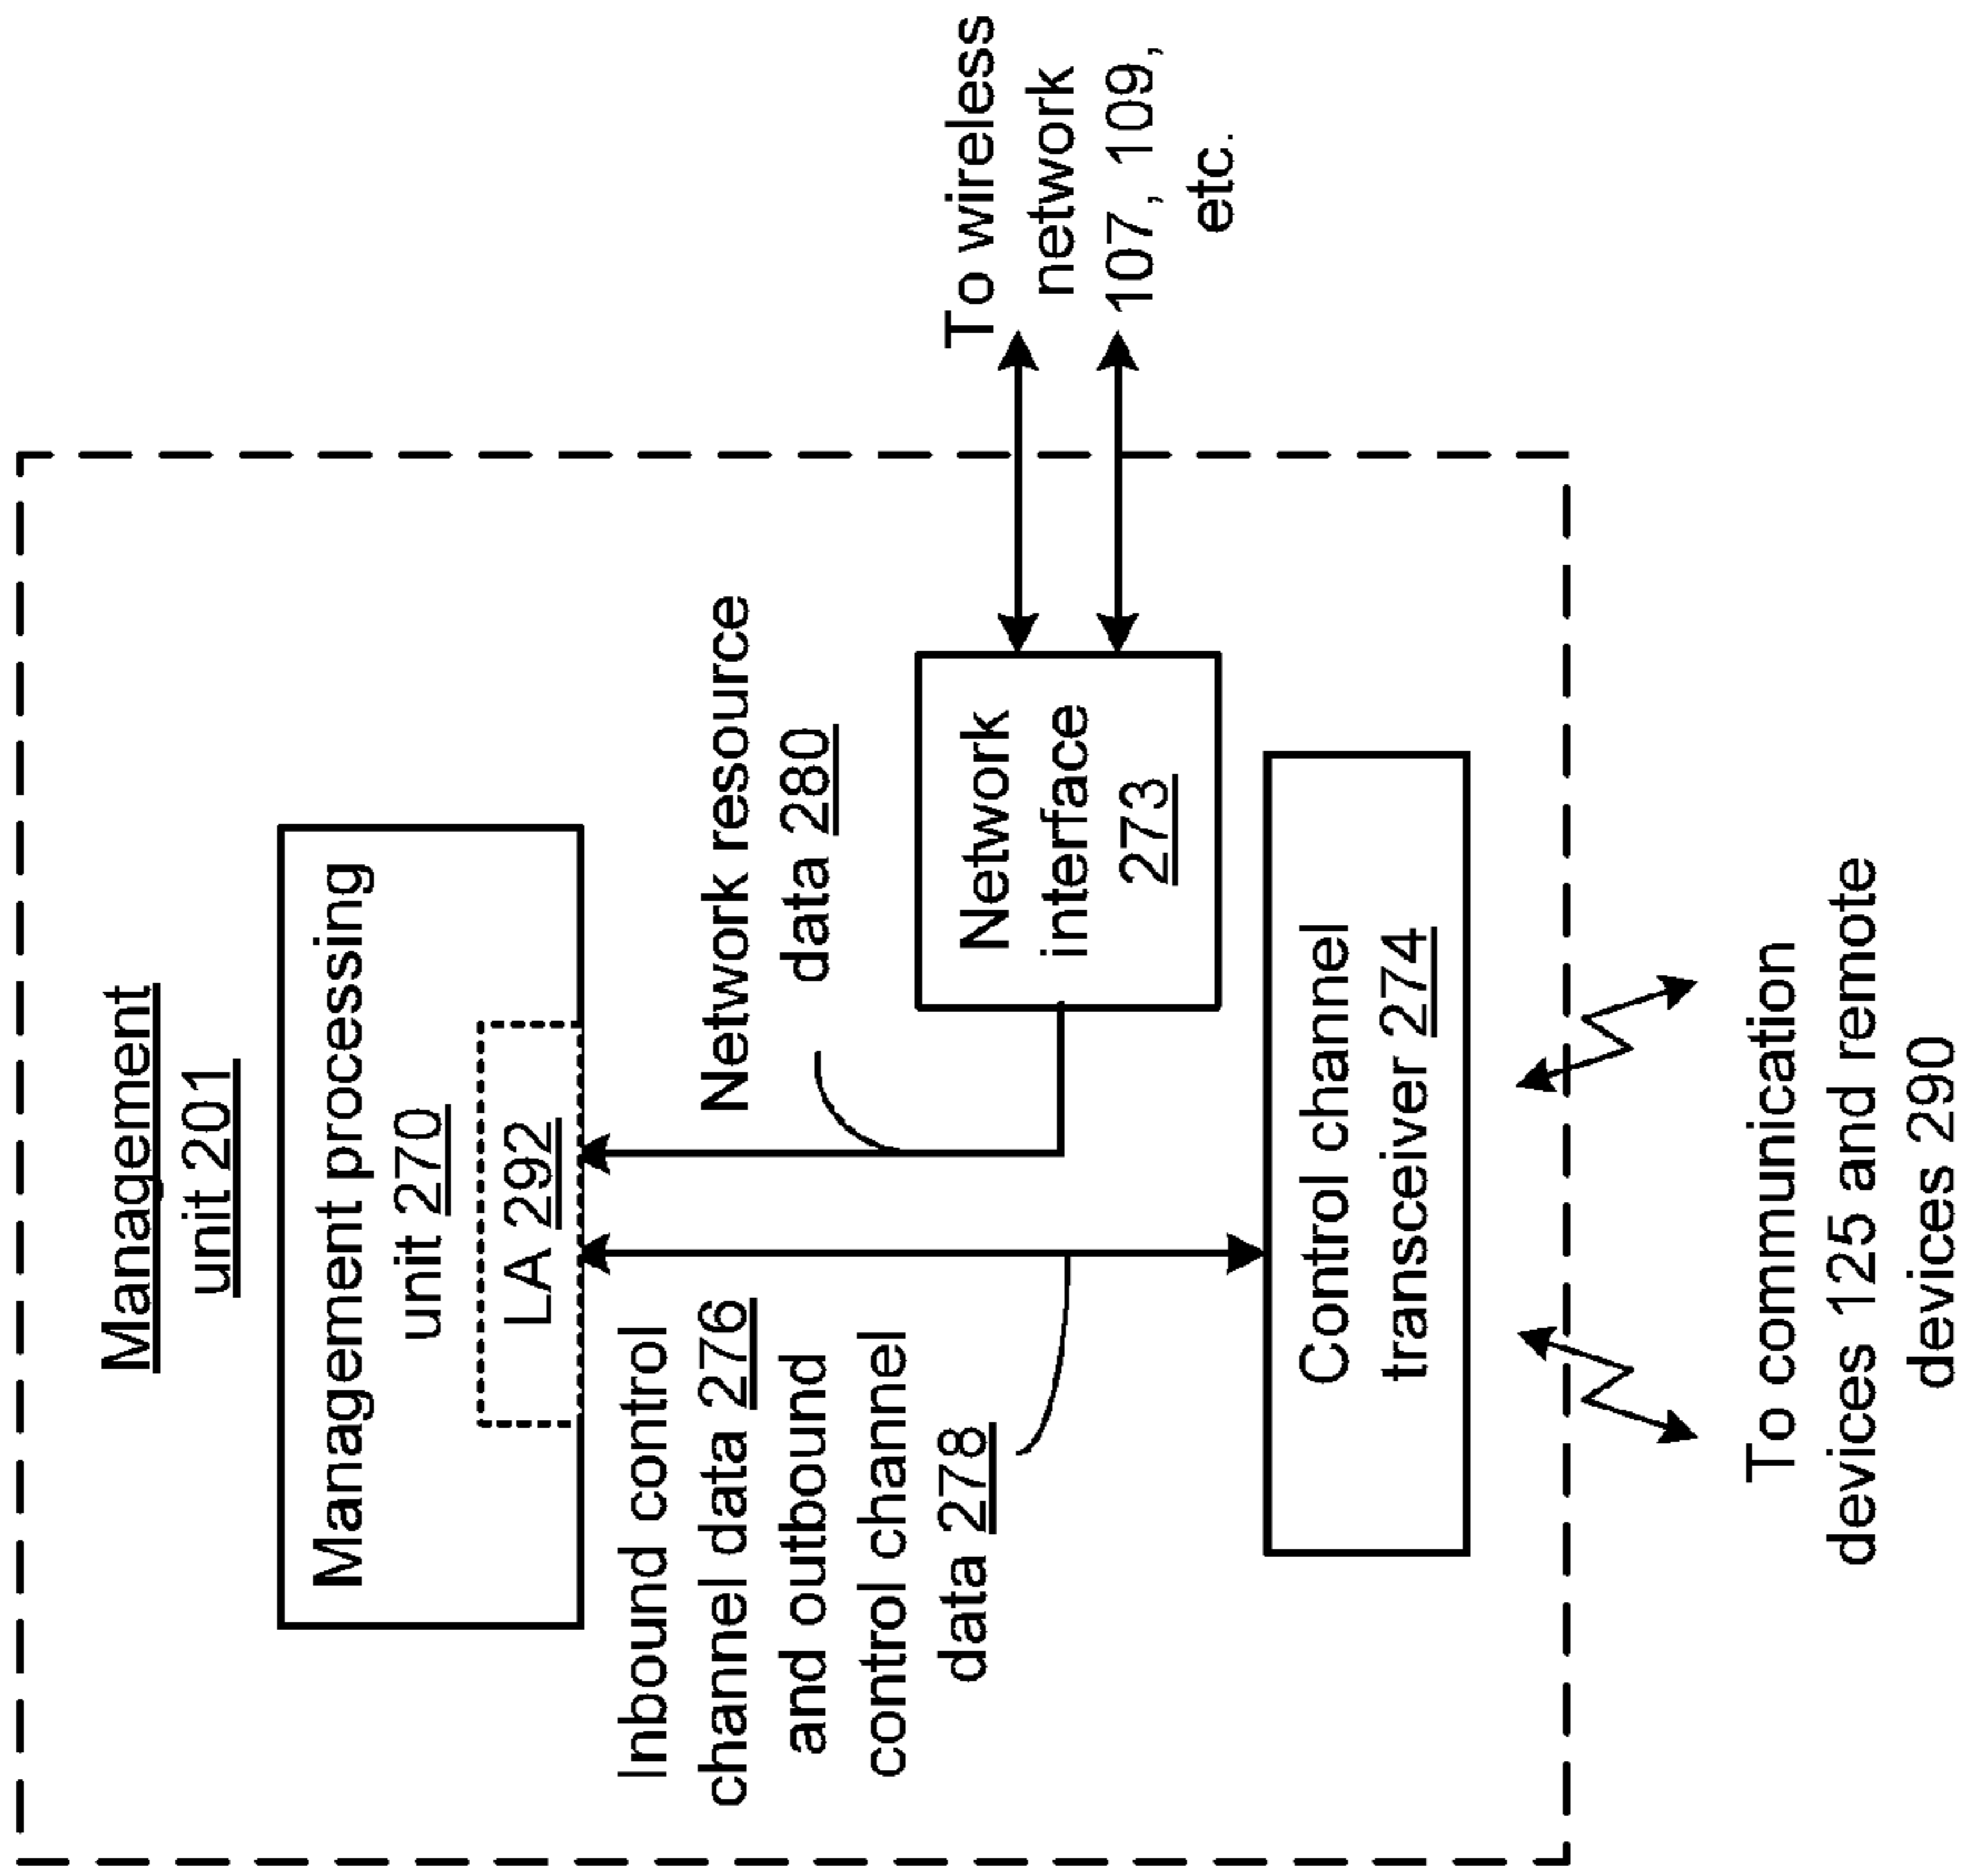 Management
unit 201
Management processing
unit 270
LA 292
Inbound control
channel data 276
and outbound
control channel
data 278
Network resource
data 280
Network
interface
273
To wireless
network
107, 109,
etc.
Control channel
transceiver 274
To communication
devices 125 and remote
devices 290